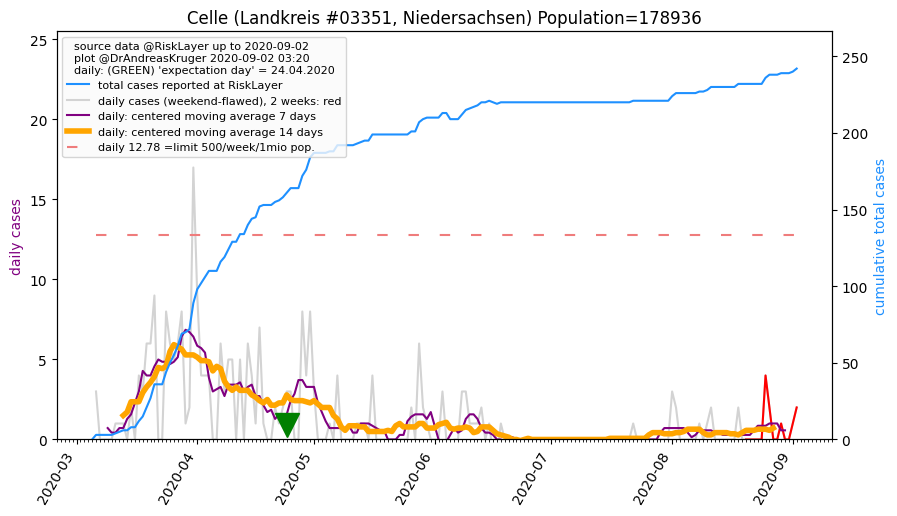 Celle (Landkreis #03351, Niedersachsen) Population=178936
source data @RiskLayer up to 2020-09-02
plot @DrAndreasKruger 2020-09-02 03:20
daily: (GREEN) 'expectation day' = 24.04.2020
total cases reported at RiskLayer
daily cases (weekend-flawed), 2 weeks: red
daily: centered moving average 7 days
daily: centered moving average 14 days
daily 12.78 =limit 500/week/1mio pop.
daily cases
25
20
15
10
5
0
cumulative total cases
250
200
150
100
50
0
2020-03
2020-04
2020-05
2020-06
2020-07
2020-08
2020-09